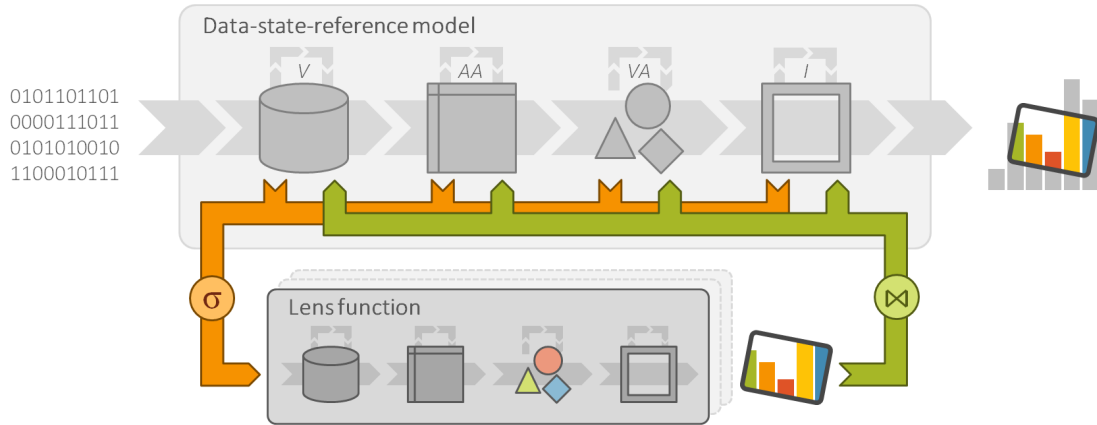 Data-state-reference model
V AA VA I
0101101101
0000111011
0101010010
1100010111
σ ⋈
Lens function